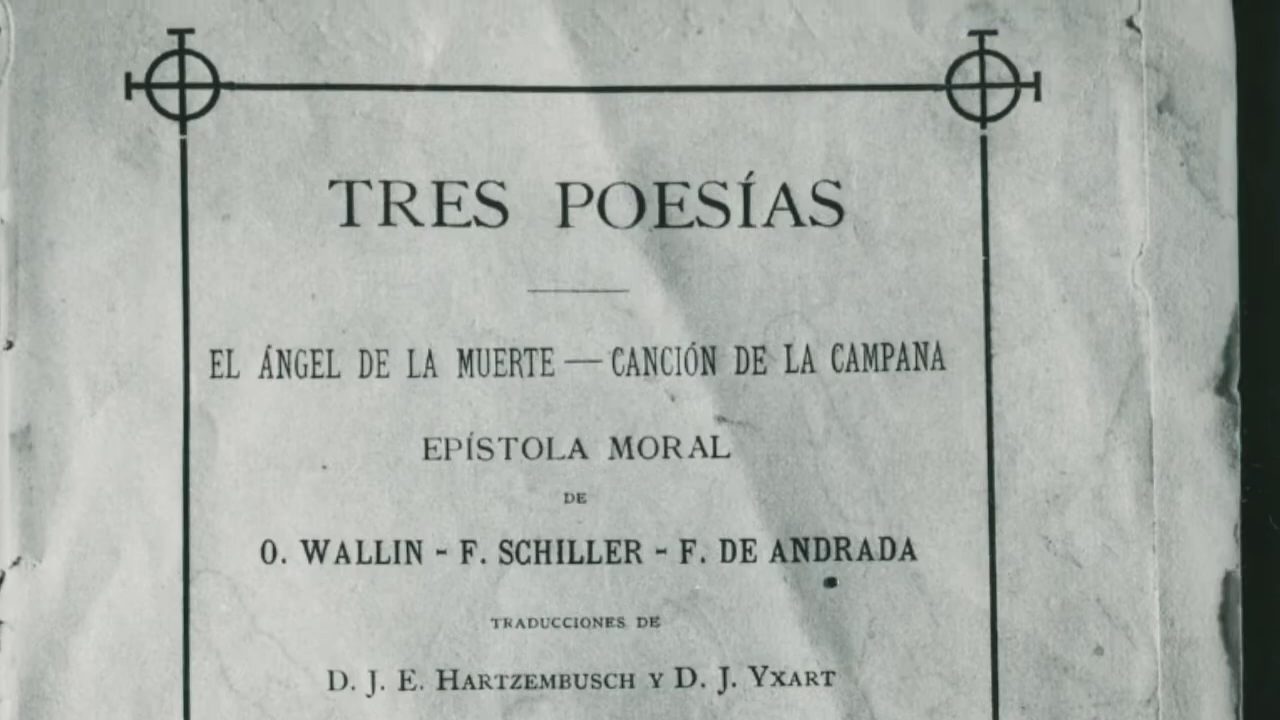 TRES POESÍAS
EL ÁNGEL DE LA MUERTE — CANCIÓN DE LA CAMPANA
EPÍSTOLA MORAL
DE
O. WALLIN - F. SCHILLER - F. DE ANDRADA
TRADUCCIONES DE
D. J. E. HARTZEMBUSCH Y D. J. YXART